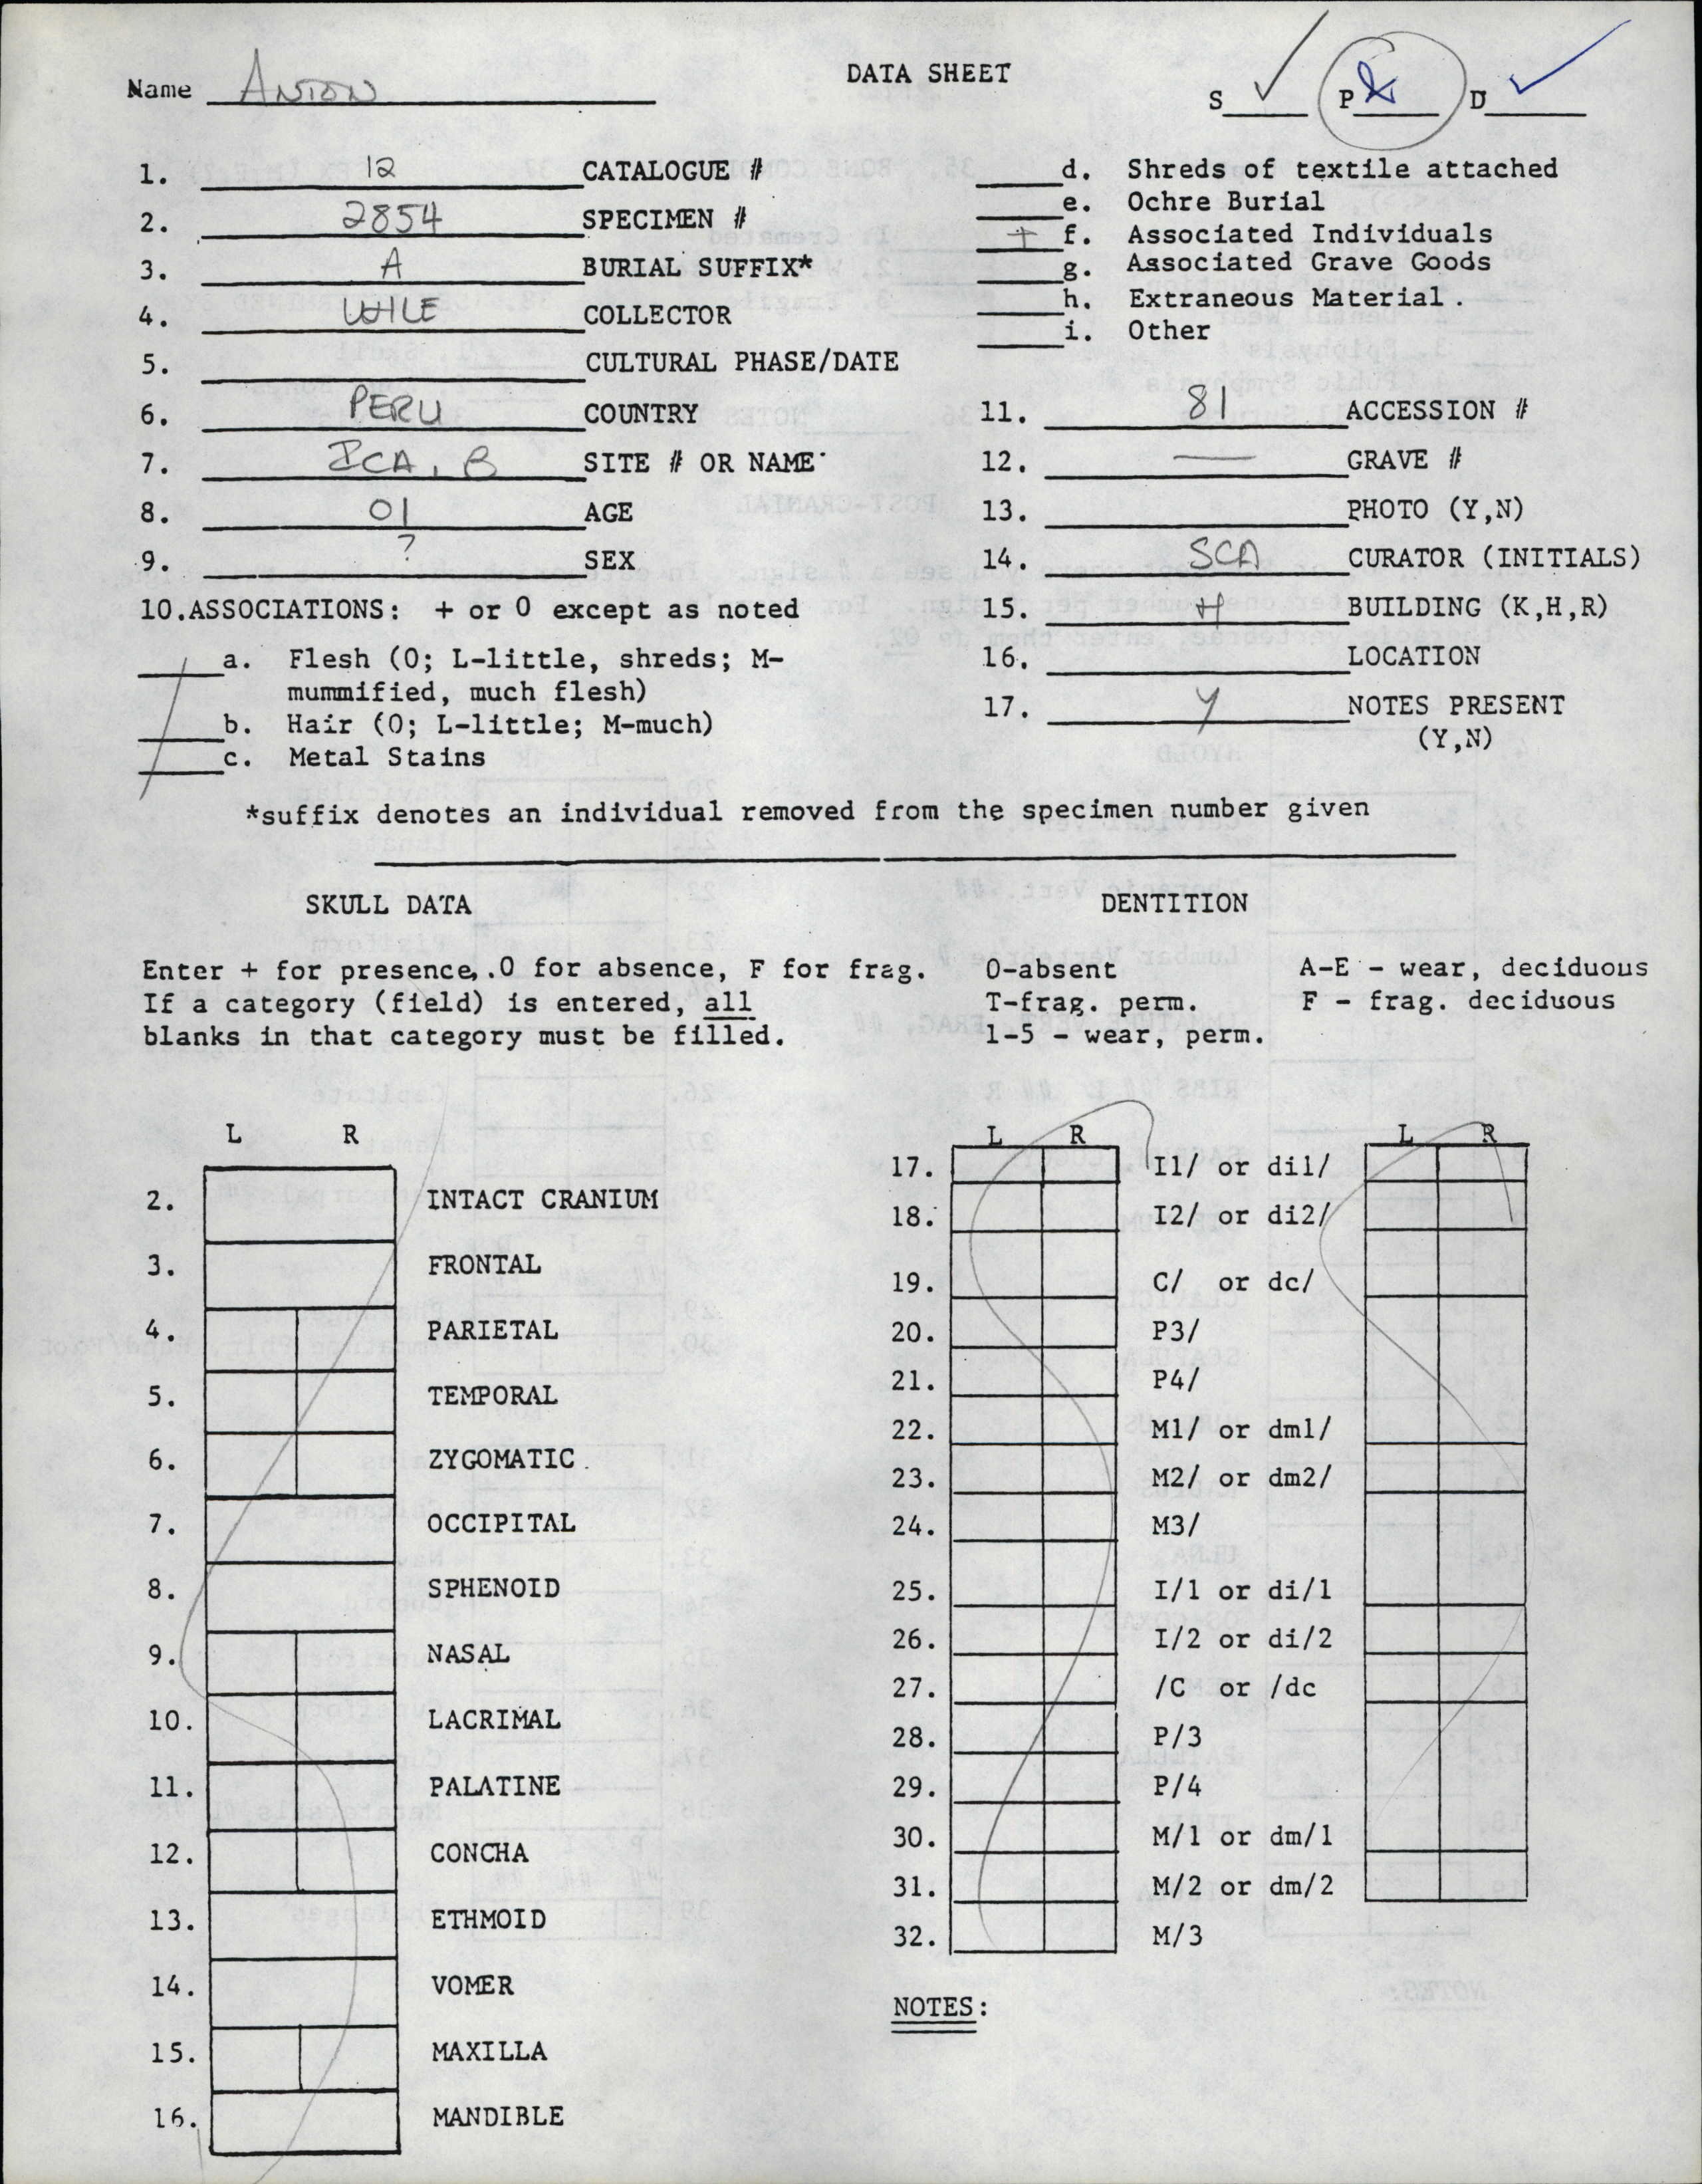 DATA SHEET
Name ANTON
S ✓ P D ✓
1. 12 CATALOGUE #
2. 2854 SPECIMEN #
3. A BURIAL SUFFIX*
4. UHLE COLLECTOR
5. CULTURAL PHASE/DATE
6. PERU COUNTRY
7. ICA, B SITE # OR NAME
8. 01 AGE
9. ? SEX
10.ASSOCIATIONS: + or 0 except as noted
a. Flesh (0; L-little, shreds; M-
mummified, much flesh)
b. Hair (0; L-little; M-much)
c. Metal Stains
d. Shreds of textile attached
e. Ochre Burial
+ f. Associated Individuals
g. Associated Grave Goods
h. Extraneous Material.
i. Other
11. 81 ACCESSION #
12. — GRAVE #
13. PHOTO (Y,N)
14. SCA CURATOR (INITIALS)
15. H BUILDING (K,H,R)
16. LOCATION
17. Y NOTES PRESENT
(Y,N)
*suffix denotes an individual removed from the specimen number given
SKULL DATA
Enter + for presence, .0 for absence, F for frag.
If a category (field) is entered, all
blanks in that category must be filled.
L R
2. INTACT CRANIUM
3. FRONTAL
4. PARIETAL
5. TEMPORAL
6. ZYGOMATIC
7. OCCIPITAL
8. SPHENOID
9. NASAL
10. LACRIMAL
11. PALATINE
12. CONCHA
13. ETHMOID
14. VOMER
15. MAXILLA
16. MANDIBLE
DENTITION
0-absent A-E - wear, deciduous
T-frag. perm. F - frag. deciduous
1-5 - wear, perm.
L R L R
17. I1/ or di1/
18. I2/ or di2/
19. C/ or dc/
20. P3/
21. P4/
22. M1/ or dm1/
23. M2/ or dm2/
24. M3/
25. I/1 or di/1
26. I/2 or di/2
27. /C or /dc
28. P/3
29. P/4
30. M/1 or dm/1
31. M/2 or dm/2
32. M/3
NOTES: